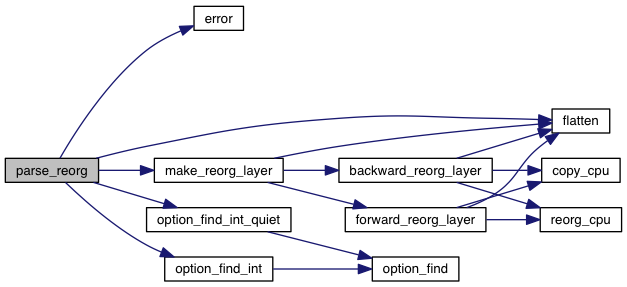 error
flatten
parse_reorg
make_reorg_layer
backward_reorg_layer
copy_cpu
option_find_int_quiet
forward_reorg_layer
reorg_cpu
option_find_int
option_find